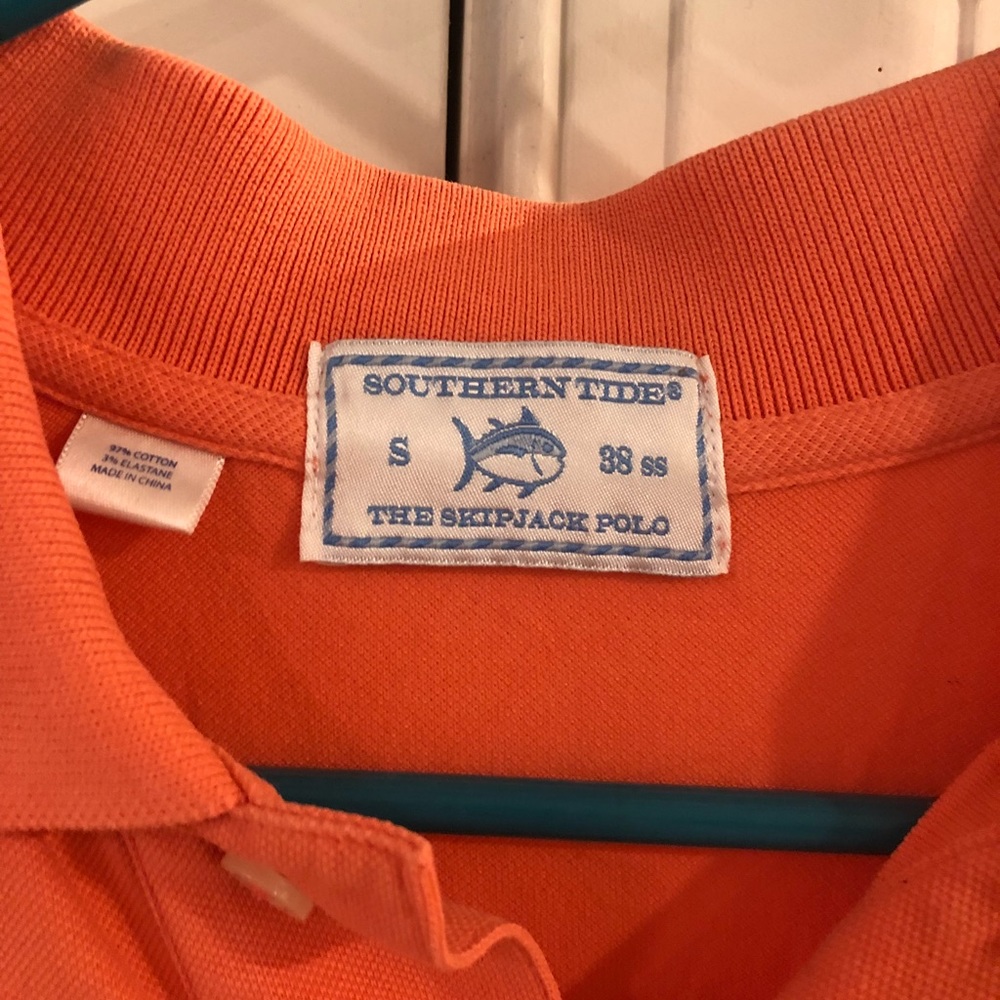 SOUTHERN TIDE®
S 38 ss
THE SKIPJACK POLO
97% COTTON
3% ELASTANE
MADE IN CHINA